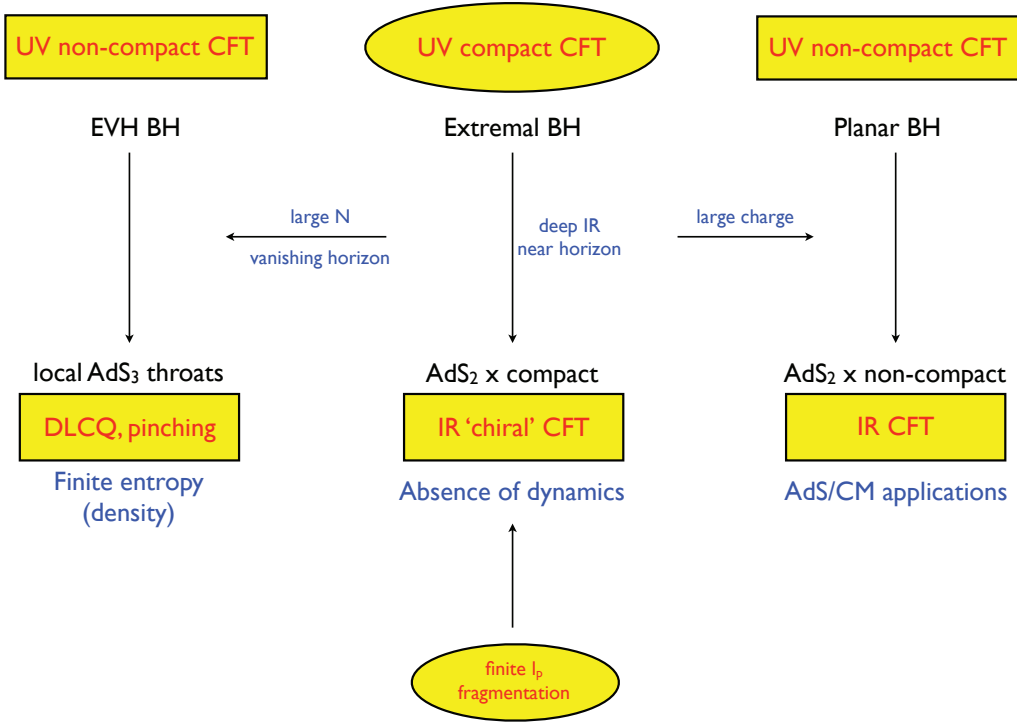 UV non-compact CFT
UV compact CFT
UV non-compact CFT
EVH BH
Extremal BH
Planar BH
large N
vanishing horizon
deep IR
near horizon
large charge
local AdS₃ throats
AdS₂ x compact
AdS₂ x non-compact
DLCQ, pinching
IR ‘chiral’ CFT
IR CFT
Finite entropy
(density)
Absence of dynamics
AdS/CM applications
finite lₚ
fragmentation